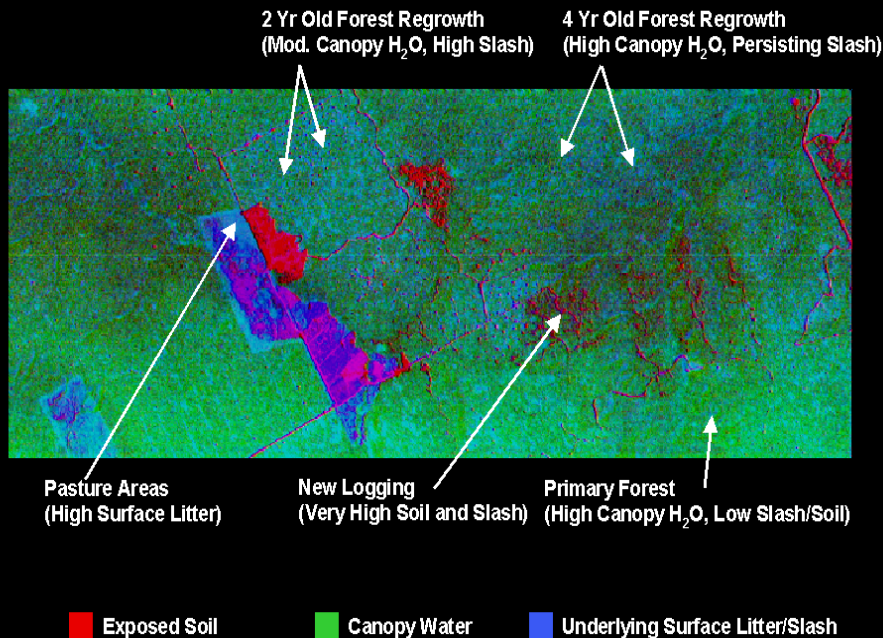 2 Yr Old Forest Regrowth
(Mod. Canopy H₂O, High Slash)
4 Yr Old Forest Regrowth
(High Canopy H₂O, Persisting Slash)
Pasture Areas
(High Surface Litter)
New Logging
(Very High Soil and Slash)
Primary Forest
(High Canopy H₂O, Low Slash/Soil)
Exposed Soil
Canopy Water
Underlying Surface Litter/Slash